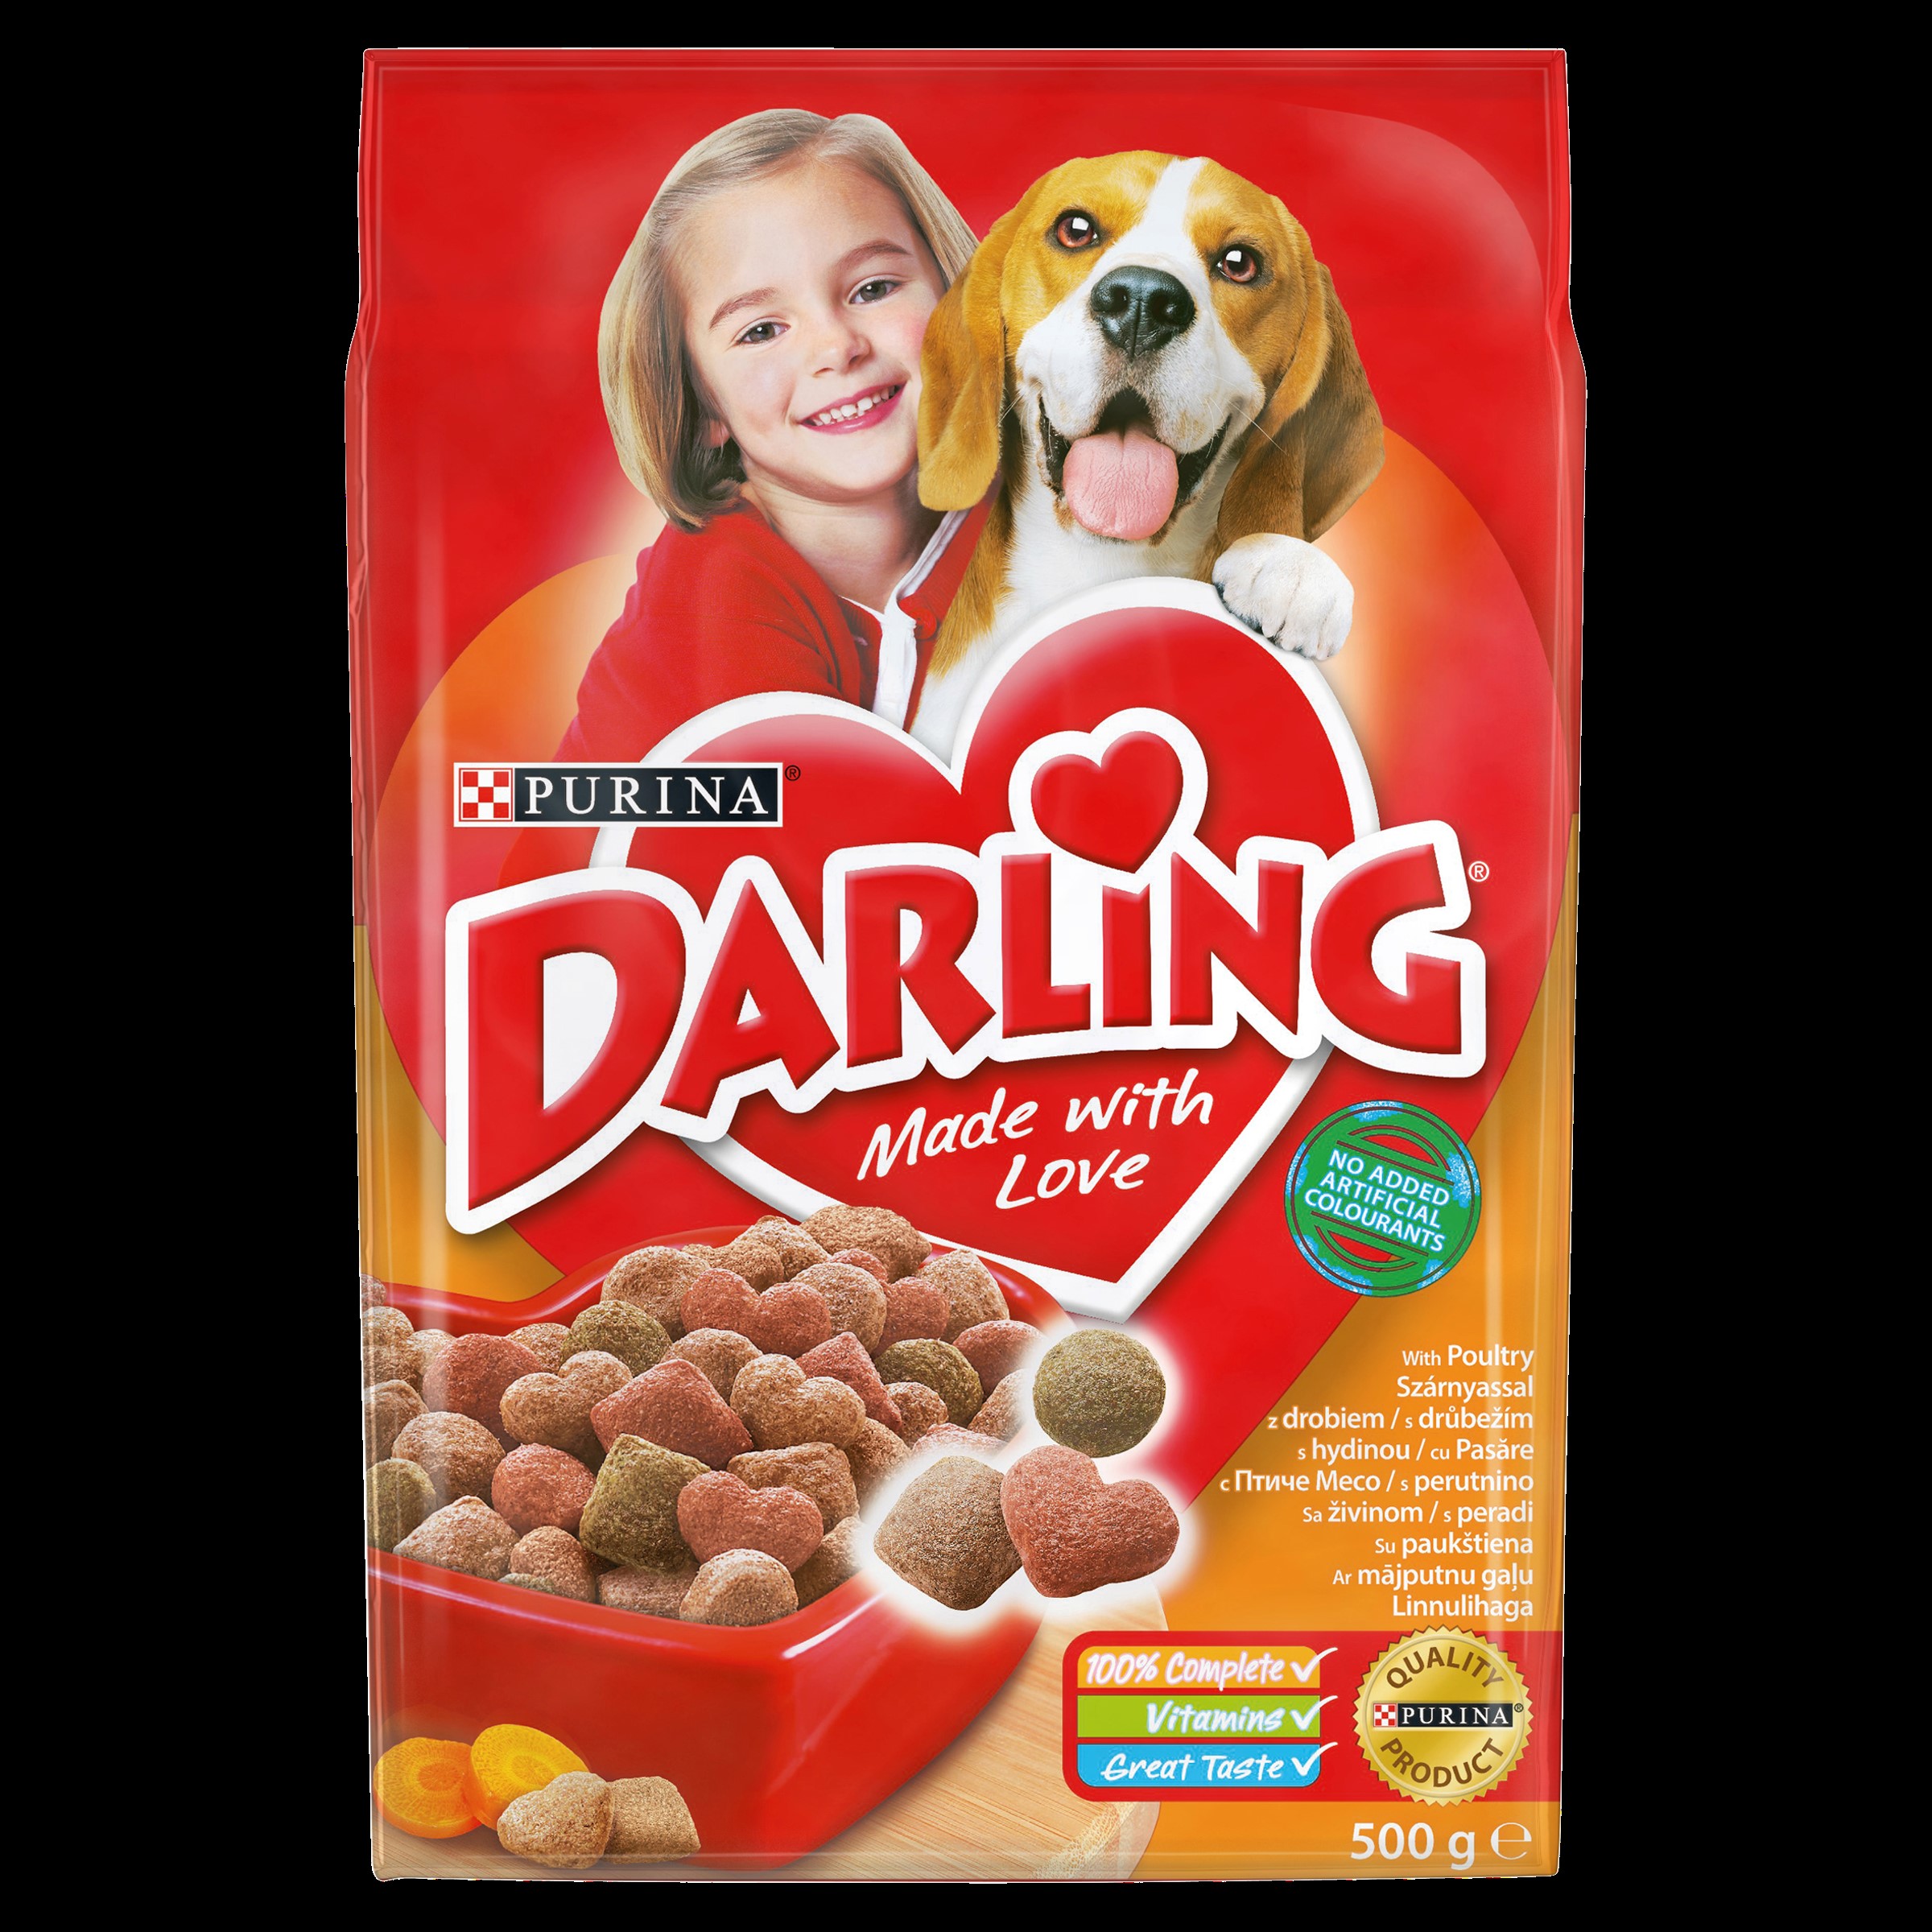 PURINA®
DARLiNG®
Made with
Love
NO ADDED
ARTIFICIAL
COLOURANTS
With Poultry
Szárnyassal
z drobiem / s drůbežím
s hydinou / cu Pasăre
с Птиче Месо / s perutnino
Sa živinom / s peradi
Su paukštiena
Ar mājputnu gaļu
Linnulihaga
100% Complete ✓
Vitamins ✓
Great Taste ✓
QUALITY
PURINA®
PRODUCT
500 g ℮